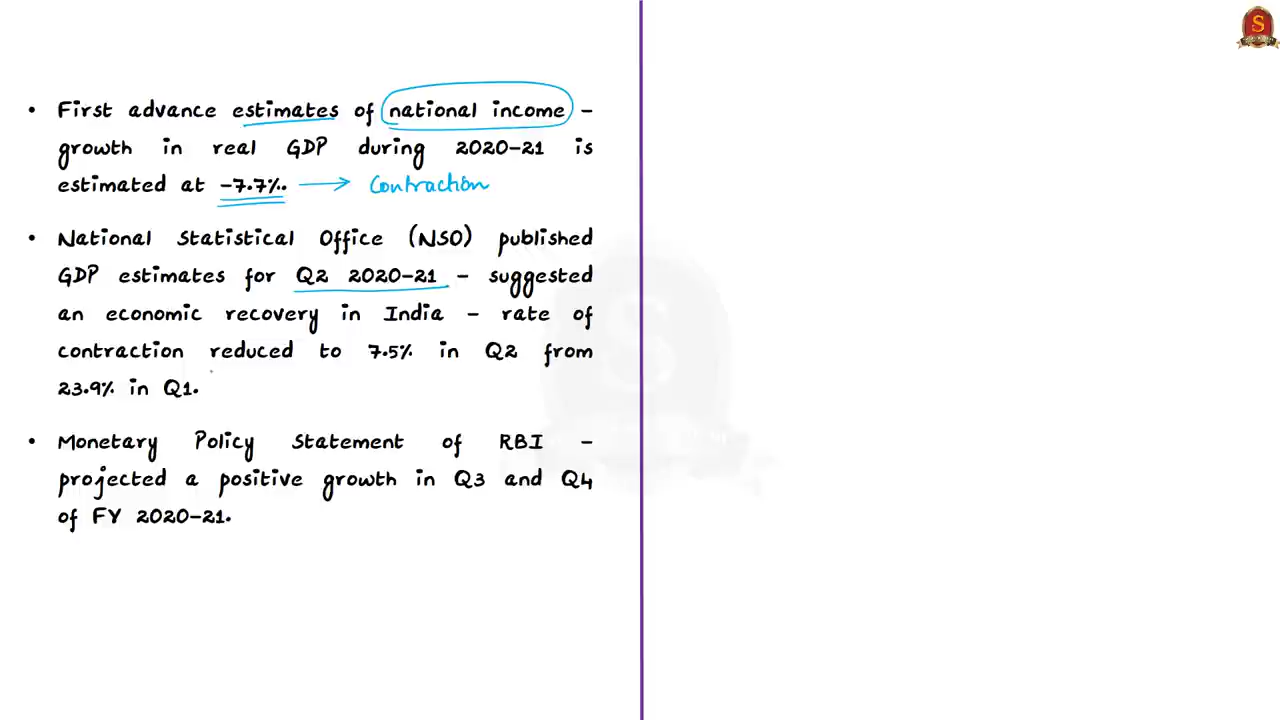 S
• First advance estimates of national income –
growth in real GDP during 2020-21 is
estimated at -7.7%. → Contraction
• National Statistical Office (NSO) published
GDP estimates for Q2 2020-21 – suggested
an economic recovery in India – rate of
contraction reduced to 7.5% in Q2 from
23.9% in Q1.
• Monetary Policy Statement of RBI –
projected a positive growth in Q3 and Q4
of FY 2020-21.